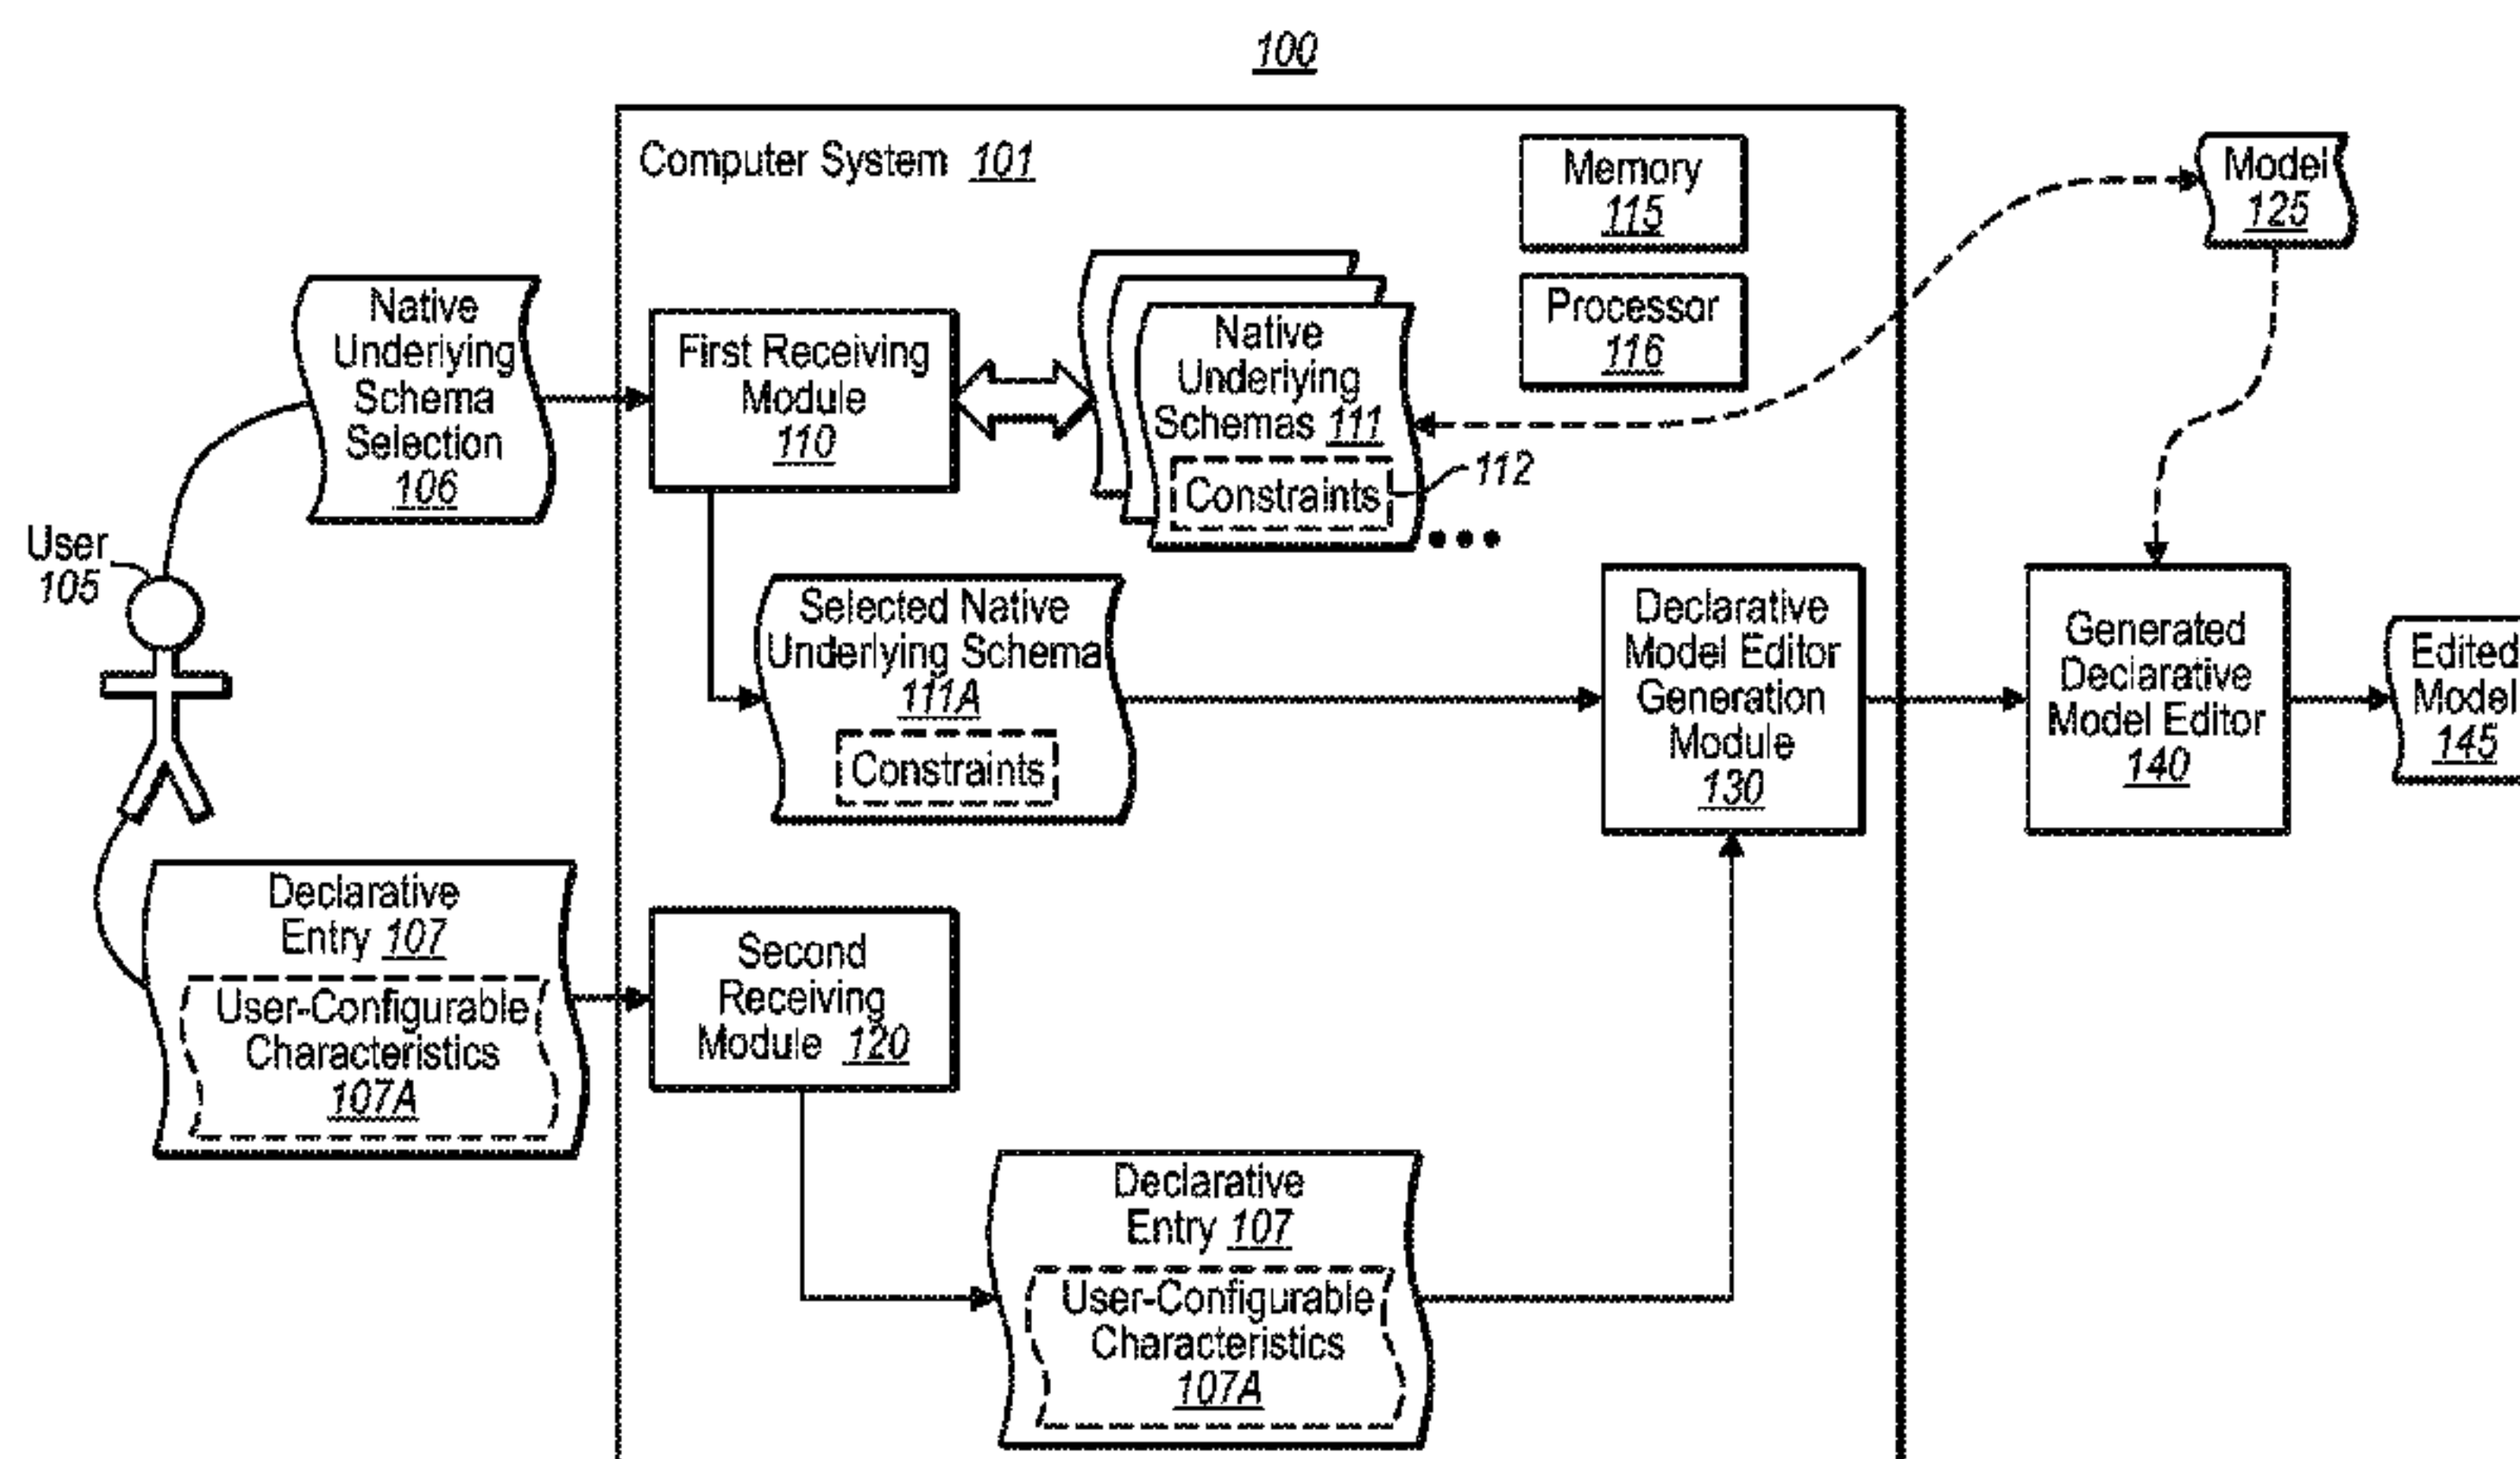 100
Computer System 101
Memory
115
Processor
116
Model
125
Native
Underlying
Schema
Selection
106
First Receiving
Module
110
Native
Underlying
Schemas 111
Constraints
112
User
105
Selected Native
Underlying Schema
111A
Constraints
Declarative
Model Editor
Generation
Module
130
Generated
Declarative
Model Editor
140
Edited
Model
145
Declarative
Entry 107
User-Configurable
Characteristics
107A
Second
Receiving
Module 120
Declarative
Entry 107
User-Configurable
Characteristics
107A